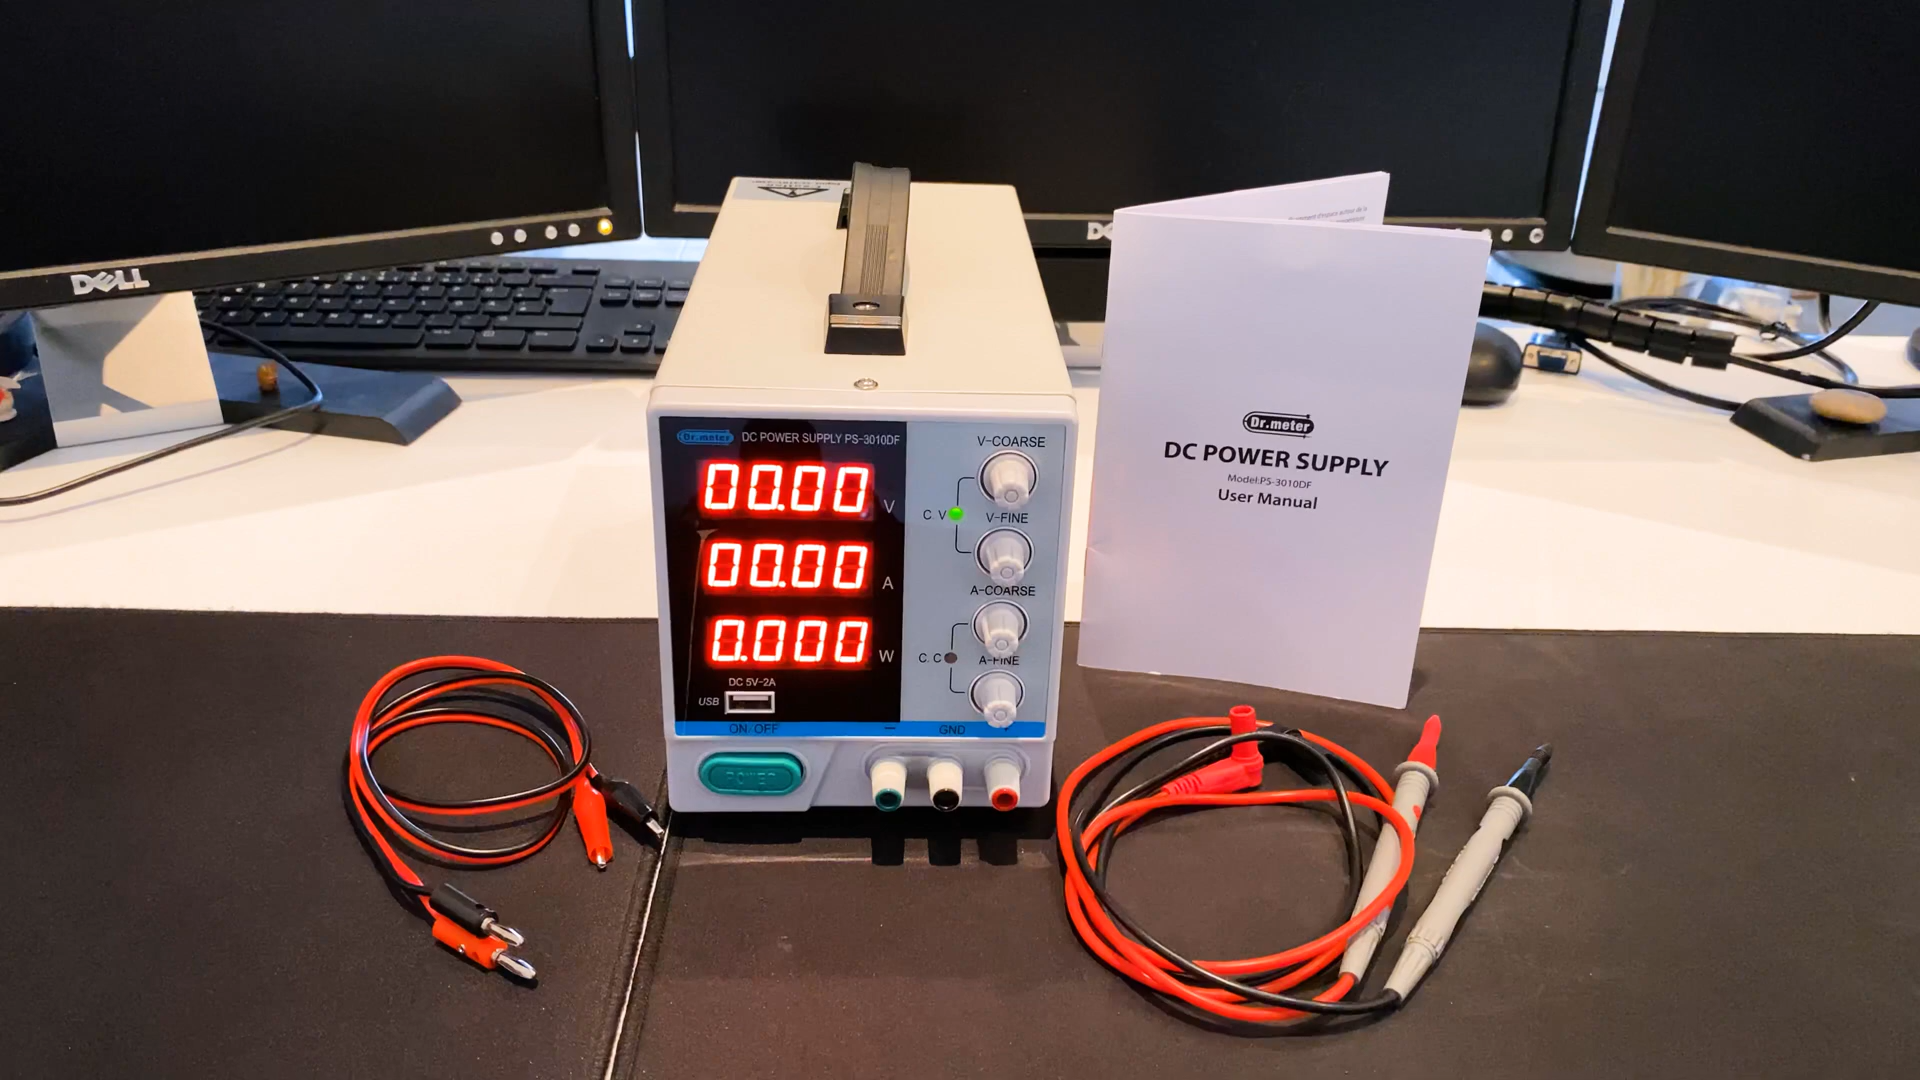 DELL
Dr.meter
DC POWER SUPPLY PS-3010DF
00.00 V
00.00 A
0.000 W
DC 5V-2A
USB
ON/OFF
POWER
V-COARSE
C.V
V-FINE
A-COARSE
C.C
A-FINE
− GND +
Dr.meter
DC POWER SUPPLY
Model:PS-3010DF
User Manual